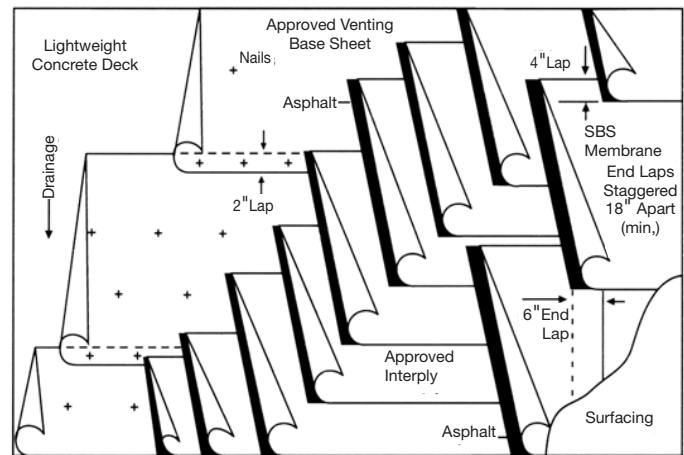 Lightweight
Concrete Deck
Approved Venting
Base Sheet
Nails
Asphalt
4" Lap
SBS
Membrane
End Laps
Staggered
18" Apart
(min,)
Drainage
2" Lap
6" End
Lap
Approved
Interply
Asphalt
Surfacing